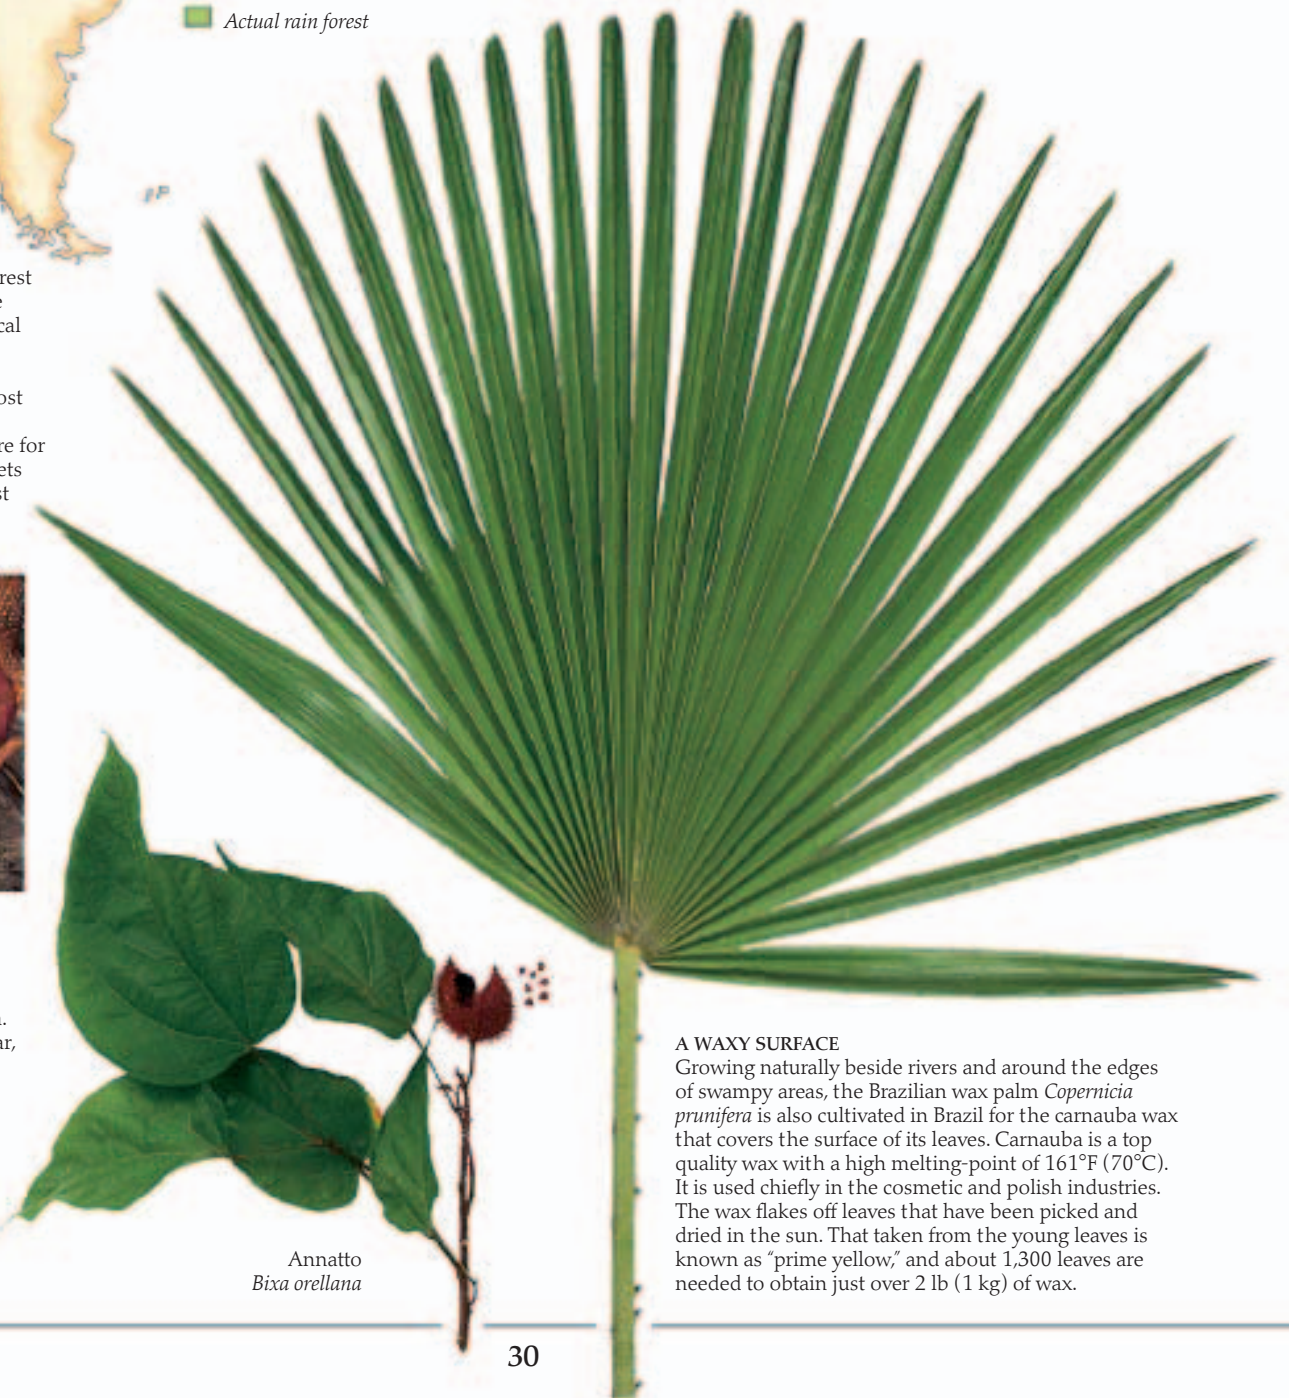 Actual rain forest
rest
e
cal
ost
re for
ets
st
n.
ar,
Annatto
Bixa orellana
A WAXY SURFACE
Growing naturally beside rivers and around the edges
of swampy areas, the Brazilian wax palm Copernicia
prunifera is also cultivated in Brazil for the carnauba wax
that covers the surface of its leaves. Carnauba is a top
quality wax with a high melting-point of 161°F (70°C).
It is used chiefly in the cosmetic and polish industries.
The wax flakes off leaves that have been picked and
dried in the sun. That taken from the young leaves is
known as “prime yellow,” and about 1,300 leaves are
needed to obtain just over 2 lb (1 kg) of wax.
30